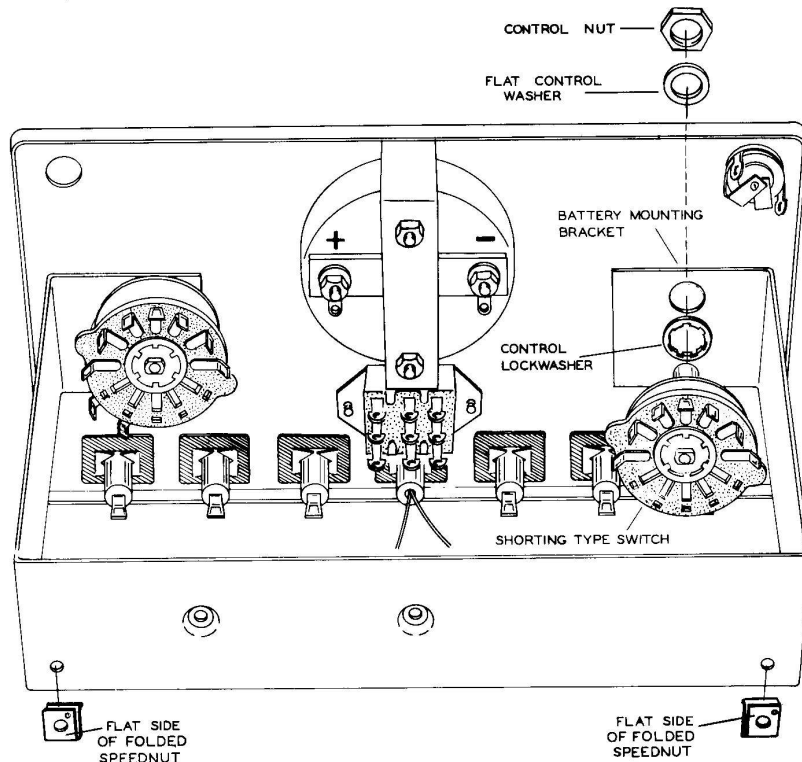 CONTROL NUT
FLAT CONTROL
WASHER
BATTERY MOUNTING
BRACKET
+
-
CONTROL
LOCKWASHER
SHORTING TYPE SWITCH
FLAT SIDE
OF FOLDED
SPEEDNUT
FLAT SIDE
OF FOLDED
SPEEDNUT